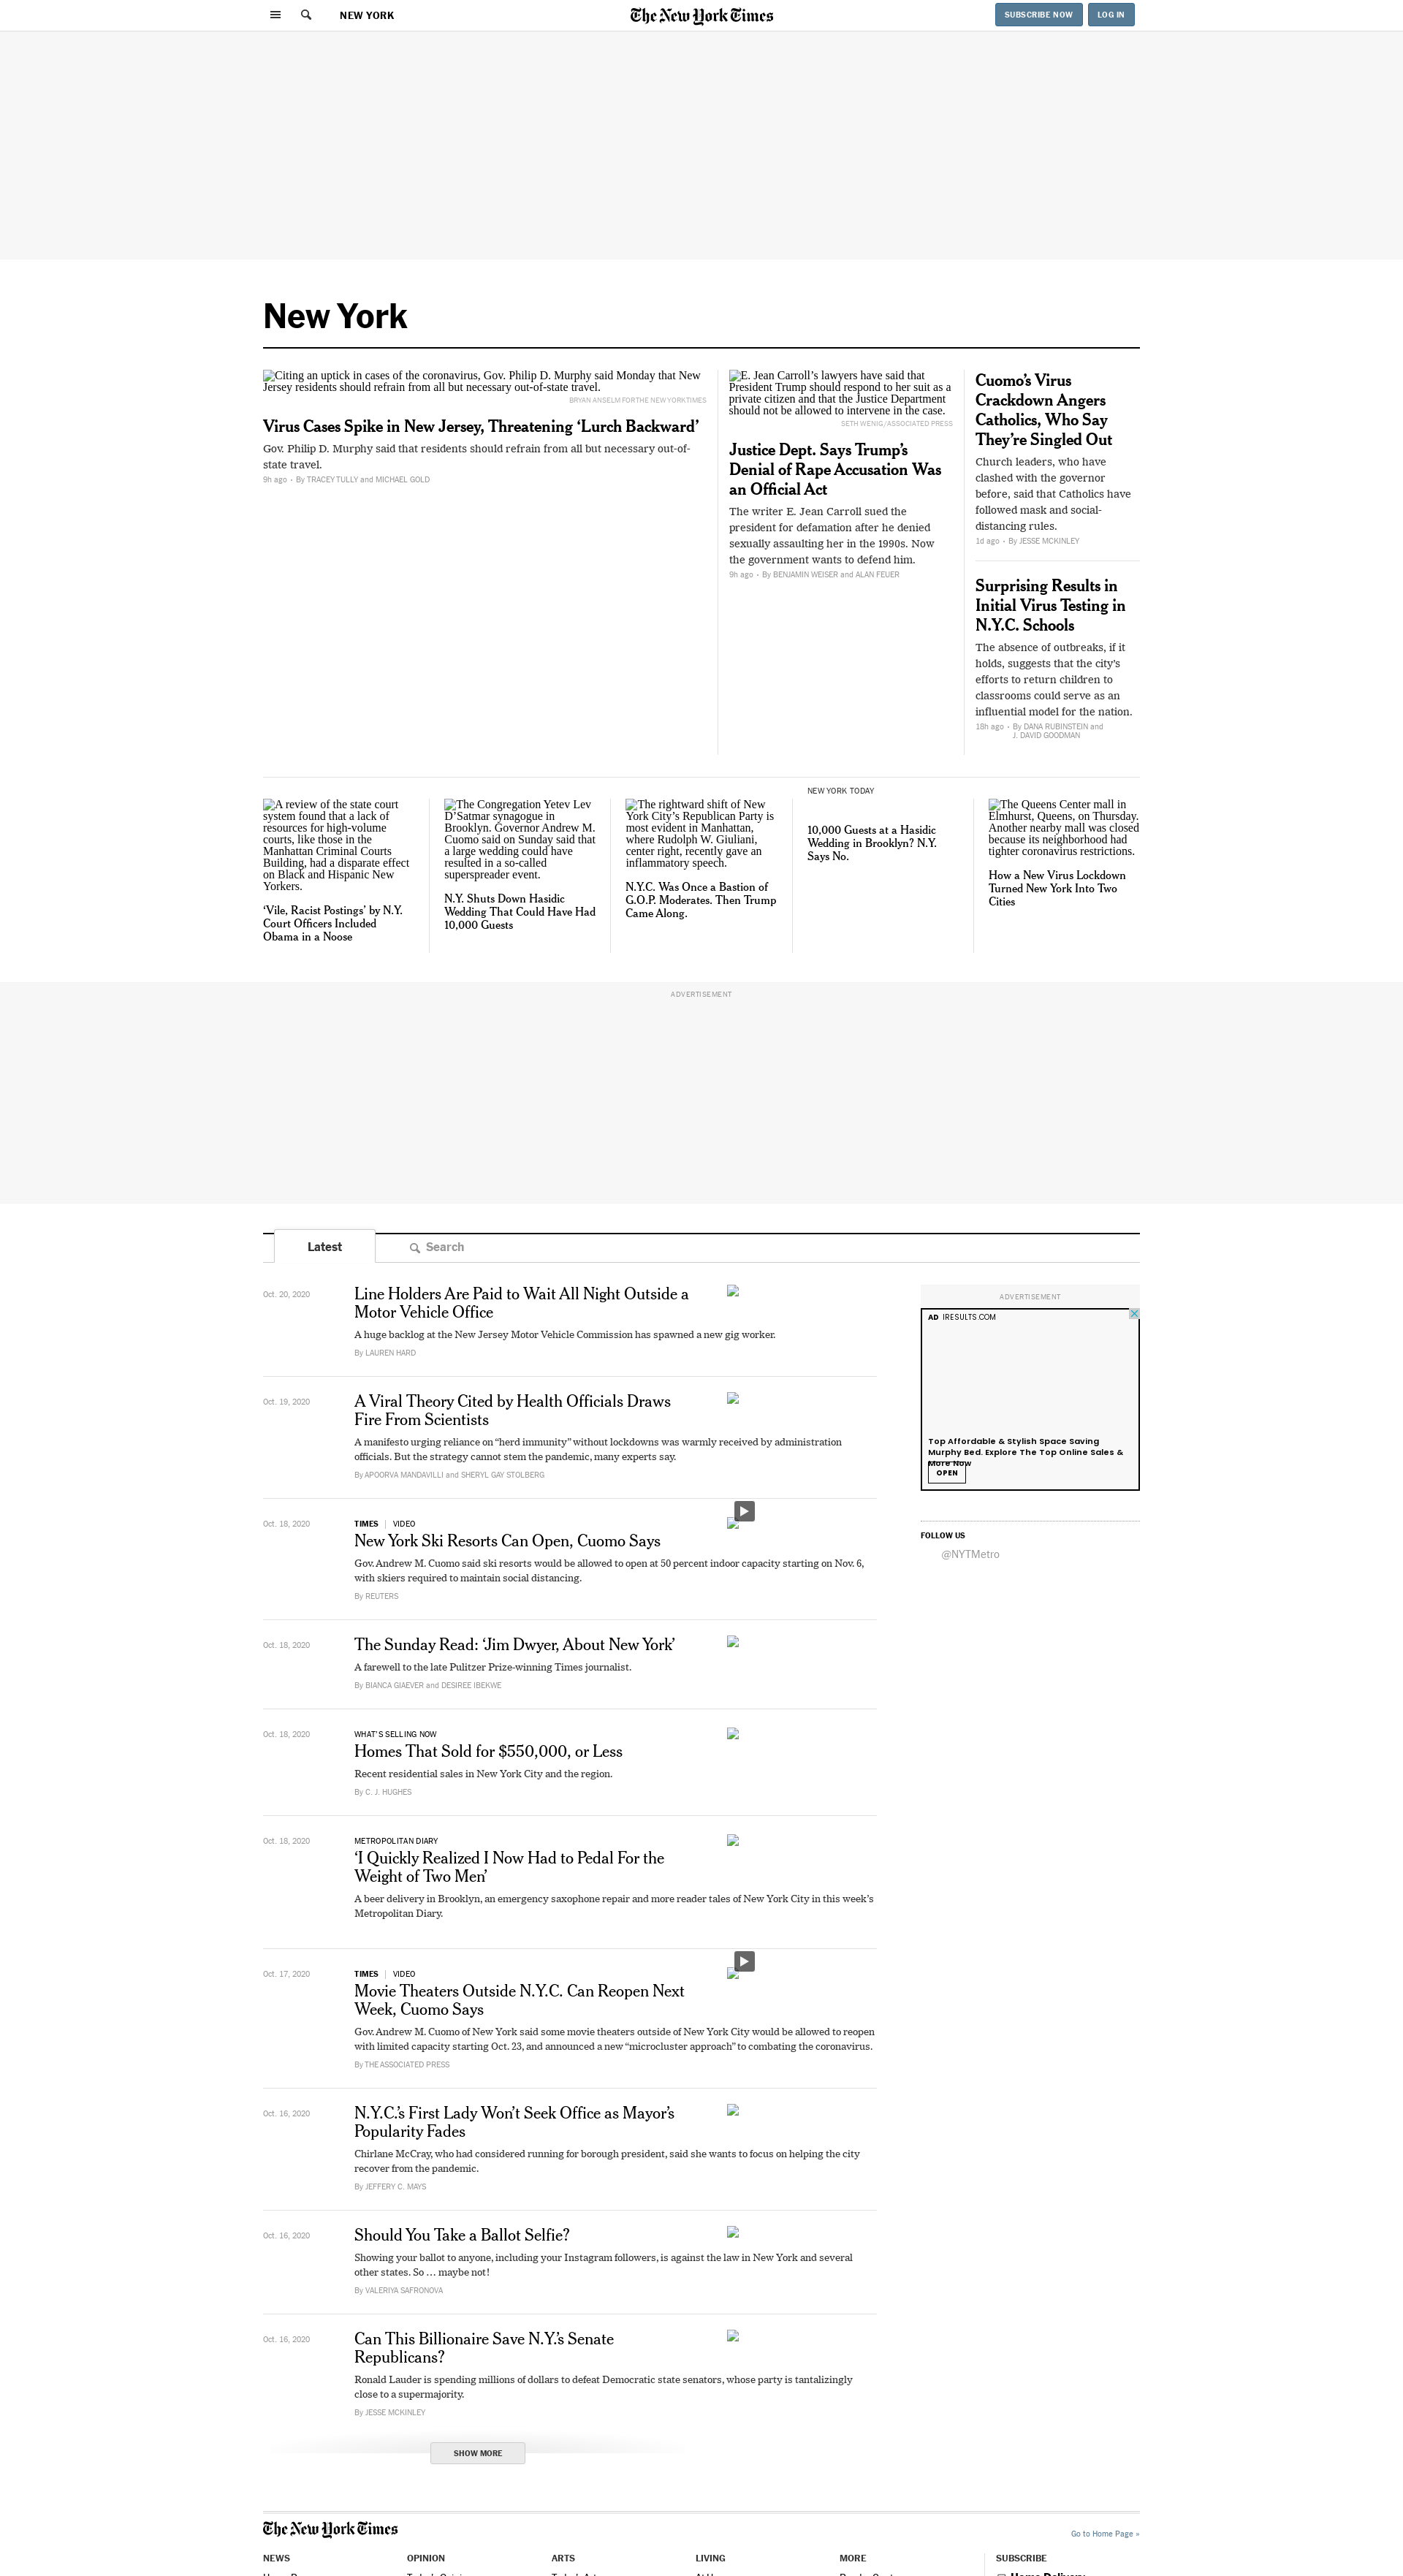 NEW YORK
The New York Times
SUBSCRIBE NOW
LOG IN
New York
Citing an uptick in cases of the coronavirus, Gov. Philip D. Murphy said Monday that New
Jersey residents should refrain from all but necessary out-of-state travel.
BRYAN ANSELM FOR THE NEW YORK TIMES
Virus Cases Spike in New Jersey, Threatening ‘Lurch Backward’
Gov. Philip D. Murphy said that residents should refrain from all but necessary out-of-
state travel.
9h ago • By TRACEY TULLY and MICHAEL GOLD
E. Jean Carroll’s lawyers have said that
President Trump should respond to her suit as a
private citizen and that the Justice Department
should not be allowed to intervene in the case.
SETH WENIG/ASSOCIATED PRESS
Justice Dept. Says Trump’s
Denial of Rape Accusation Was
an Official Act
The writer E. Jean Carroll sued the
president for defamation after he denied
sexually assaulting her in the 1990s. Now
the government wants to defend him.
9h ago • By BENJAMIN WEISER and ALAN FEUER
Cuomo’s Virus
Crackdown Angers
Catholics, Who Say
They’re Singled Out
Church leaders, who have
clashed with the governor
before, said that Catholics have
followed mask and social-
distancing rules.
1d ago • By JESSE MCKINLEY
Surprising Results in
Initial Virus Testing in
N.Y.C. Schools
The absence of outbreaks, if it
holds, suggests that the city’s
efforts to return children to
classrooms could serve as an
influential model for the nation.
18h ago • By DANA RUBINSTEIN and
J. DAVID GOODMAN
A review of the state court
system found that a lack of
resources for high-volume
courts, like those in the
Manhattan Criminal Courts
Building, had a disparate effect
on Black and Hispanic New
Yorkers.
‘Vile, Racist Postings’ by N.Y.
Court Officers Included
Obama in a Noose
The Congregation Yetev Lev
D’Satmar synagogue in
Brooklyn. Governor Andrew M.
Cuomo said on Sunday said that
a large wedding could have
resulted in a so-called
superspreader event.
N.Y. Shuts Down Hasidic
Wedding That Could Have Had
10,000 Guests
The rightward shift of New
York City’s Republican Party is
most evident in Manhattan,
where Rudolph W. Giuliani,
center right, recently gave an
inflammatory speech.
N.Y.C. Was Once a Bastion of
G.O.P. Moderates. Then Trump
Came Along.
NEW YORK TODAY
10,000 Guests at a Hasidic
Wedding in Brooklyn? N.Y.
Says No.
The Queens Center mall in
Elmhurst, Queens, on Thursday.
Another nearby mall was closed
because its neighborhood had
tighter coronavirus restrictions.
How a New Virus Lockdown
Turned New York Into Two
Cities
ADVERTISEMENT
Latest
Search
Oct. 20, 2020
Line Holders Are Paid to Wait All Night Outside a
Motor Vehicle Office
A huge backlog at the New Jersey Motor Vehicle Commission has spawned a new gig worker.
By LAUREN HARD
Oct. 19, 2020
A Viral Theory Cited by Health Officials Draws
Fire From Scientists
A manifesto urging reliance on “herd immunity” without lockdowns was warmly received by administration
officials. But the strategy cannot stem the pandemic, many experts say.
By APOORVA MANDAVILLI and SHERYL GAY STOLBERG
Oct. 18, 2020
TIMES | VIDEO
New York Ski Resorts Can Open, Cuomo Says
Gov. Andrew M. Cuomo said ski resorts would be allowed to open at 50 percent indoor capacity starting on Nov. 6,
with skiers required to maintain social distancing.
By REUTERS
Oct. 18, 2020
The Sunday Read: ‘Jim Dwyer, About New York’
A farewell to the late Pulitzer Prize-winning Times journalist.
By BIANCA GIAEVER and DESIREE IBEKWE
Oct. 18, 2020
WHAT’S SELLING NOW
Homes That Sold for $550,000, or Less
Recent residential sales in New York City and the region.
By C. J. HUGHES
Oct. 18, 2020
METROPOLITAN DIARY
‘I Quickly Realized I Now Had to Pedal For the
Weight of Two Men’
A beer delivery in Brooklyn, an emergency saxophone repair and more reader tales of New York City in this week’s
Metropolitan Diary.
Oct. 17, 2020
TIMES | VIDEO
Movie Theaters Outside N.Y.C. Can Reopen Next
Week, Cuomo Says
Gov. Andrew M. Cuomo of New York said some movie theaters outside of New York City would be allowed to reopen
with limited capacity starting Oct. 23, and announced a new “microcluster approach” to combating the coronavirus.
By THE ASSOCIATED PRESS
Oct. 16, 2020
N.Y.C.’s First Lady Won’t Seek Office as Mayor’s
Popularity Fades
Chirlane McCray, who had considered running for borough president, said she wants to focus on helping the city
recover from the pandemic.
By JEFFERY C. MAYS
Oct. 16, 2020
Should You Take a Ballot Selfie?
Showing your ballot to anyone, including your Instagram followers, is against the law in New York and several
other states. So … maybe not!
By VALERIYA SAFRONOVA
Oct. 16, 2020
Can This Billionaire Save N.Y.’s Senate
Republicans?
Ronald Lauder is spending millions of dollars to defeat Democratic state senators, whose party is tantalizingly
close to a supermajority.
By JESSE MCKINLEY
SHOW MORE
ADVERTISEMENT
AD IRESULTS.COM
Top Affordable & Stylish Space Saving
Murphy Bed. Explore The Top Online Sales &
More Now
OPEN
FOLLOW US
@NYTMetro
The New York Times
Go to Home Page »
NEWS
OPINION
ARTS
LIVING
MORE
SUBSCRIBE